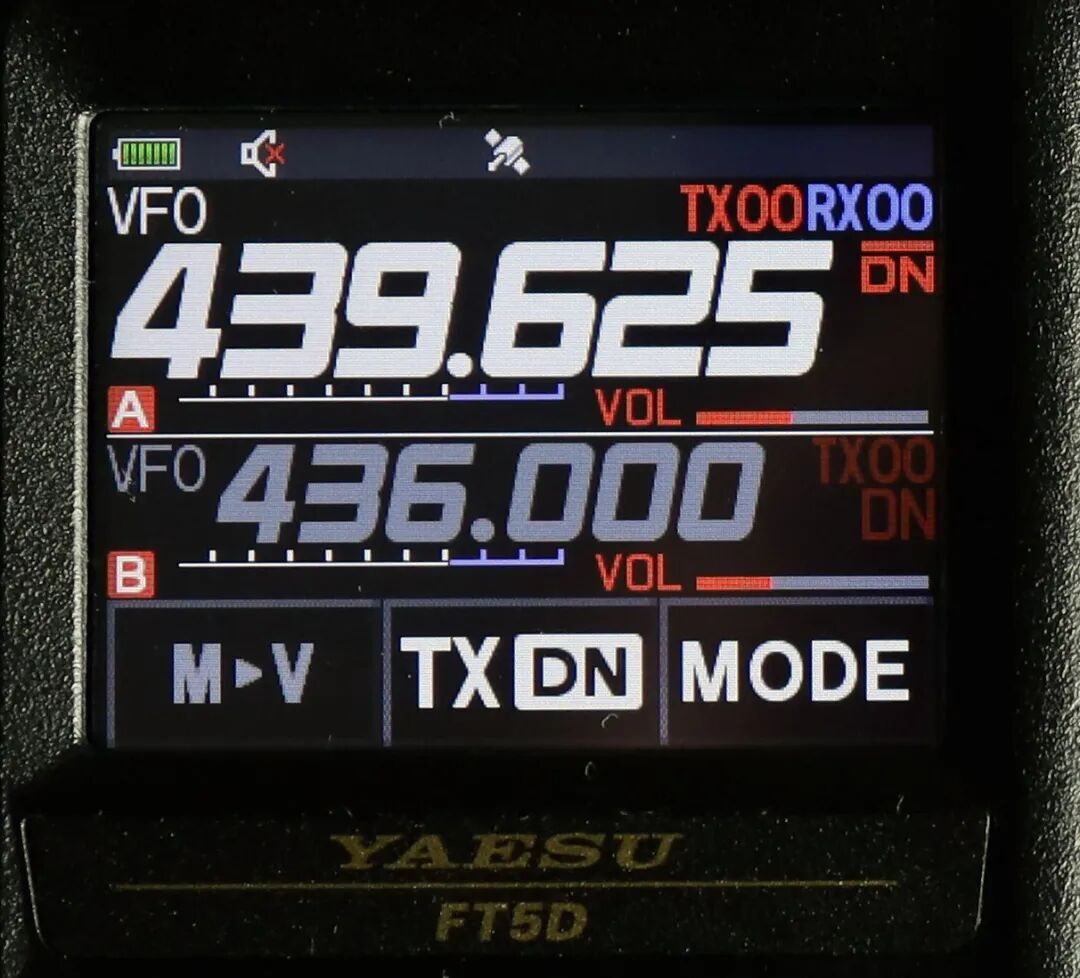 VFO TX00RX00
439.625 DN
A VOL
VFO 436.000 TX00
DN
B VOL
M▸V TX DN MODE
YAESU
FT5D